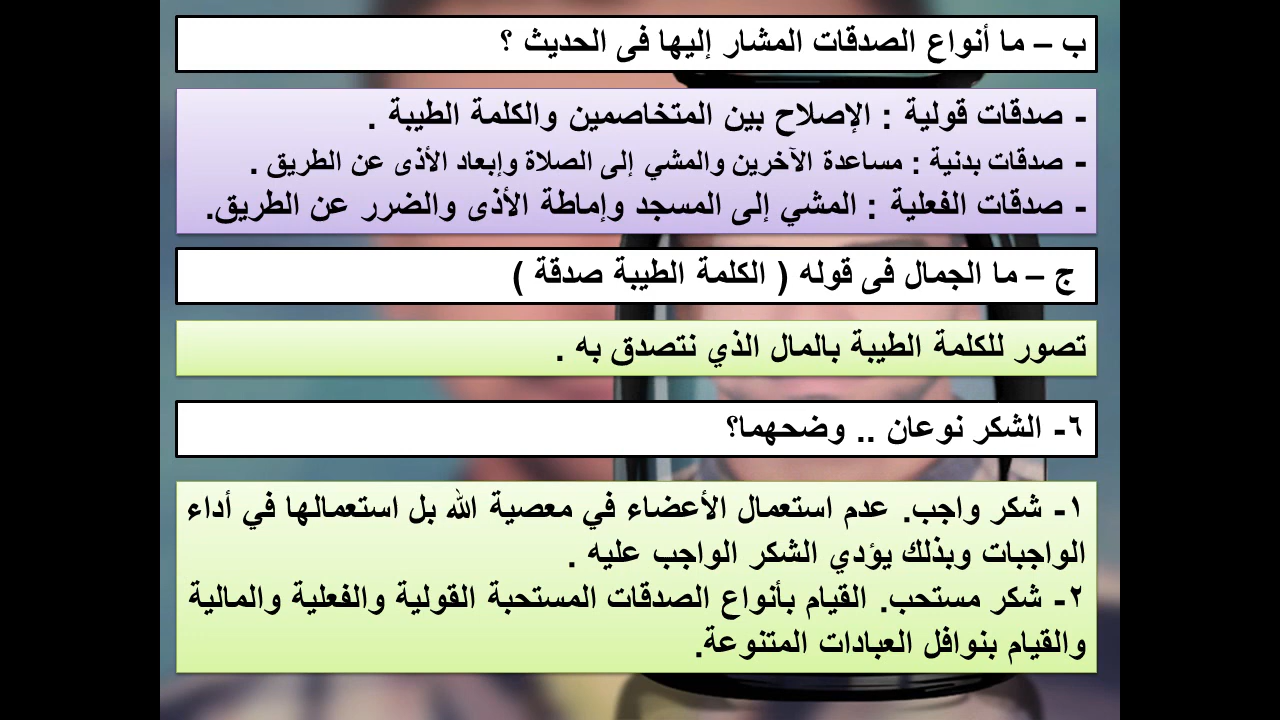 ب – ما أنواع الصدقات المشار إليها فى الحديث ؟
- صدقات قولية : الإصلاح بين المتخاصمين والكلمة الطيبة .
- صدقات بدنية : مساعدة الآخرين والمشي إلى الصلاة وإبعاد الأذى عن الطريق .
- صدقات الفعلية : المشي إلى المسجد وإماطة الأذى والضرر عن الطريق.
ج – ما الجمال فى قوله ( الكلمة الطيبة صدقة )
تصور للكلمة الطيبة بالمال الذي نتصدق به .
٦- الشكر نوعان .. وضحهما؟
١- شكر واجب. عدم استعمال الأعضاء في معصية الله بل استعمالها في أداء
الواجبات وبذلك يؤدي الشكر الواجب عليه .
٢- شكر مستحب. القيام بأنواع الصدقات المستحبة القولية والفعلية والمالية
والقيام بنوافل العبادات المتنوعة.